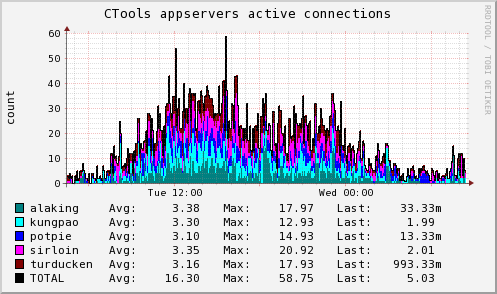 CTools appservers active connections
RRDTOOL / TOBI OETIKER
count
60
50
40
30
20
10
0
Tue 12:00 Wed 00:00
alaking Avg: 3.38 Max: 17.97 Last: 33.33m
kungpao Avg: 3.30 Max: 12.93 Last: 1.99
potpie Avg: 3.10 Max: 14.93 Last: 13.33m
sirloin Avg: 3.35 Max: 20.92 Last: 2.01
turducken Avg: 3.16 Max: 17.93 Last: 993.33m
TOTAL Avg: 16.30 Max: 58.75 Last: 5.03